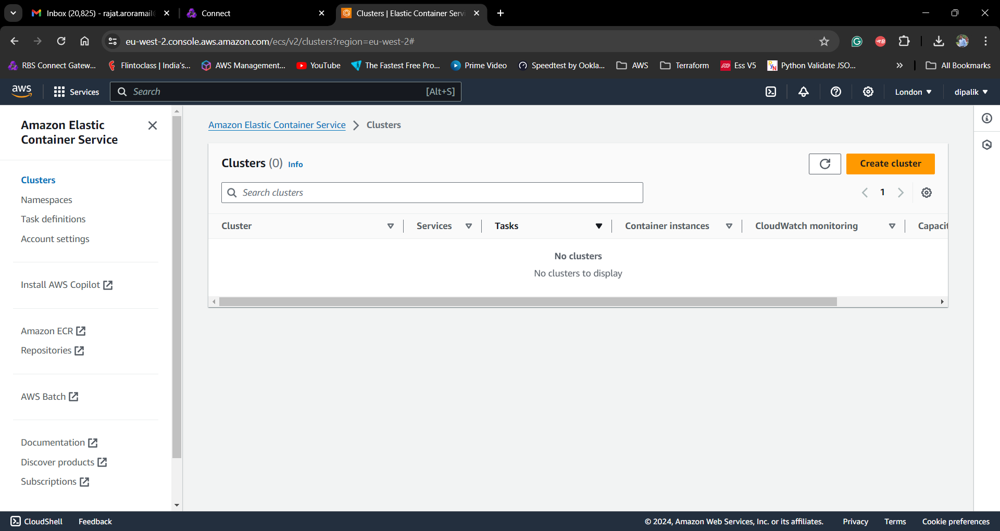 Inbox (20,825) - rajat.aroramail
Connect
Clusters | Elastic Container Serv
eu-west-2.console.aws.amazon.com/ecs/v2/clusters?region=eu-west-2#
RBS Connect Gatew...
Flintoclass | India's...
AWS Management...
YouTube
The Fastest Free Pro...
Prime Video
Speedtest by Ookla...
AWS
Terraform
Ess V5
Python Validate JSO...
All Bookmarks
aws
Services
Search
[Alt+S]
London
dipalik
Amazon Elastic
Container Service
Clusters
Namespaces
Task definitions
Account settings
Install AWS Copilot
Amazon ECR
Repositories
AWS Batch
Documentation
Discover products
Subscriptions
Amazon Elastic Container Service > Clusters
Clusters (0) Info
Create cluster
Search clusters
1
Cluster
Services
Tasks
Container instances
CloudWatch monitoring
Capacit
No clusters
No clusters to display
CloudShell
Feedback
© 2024, Amazon Web Services, Inc. or its affiliates.
Privacy
Terms
Cookie preferences